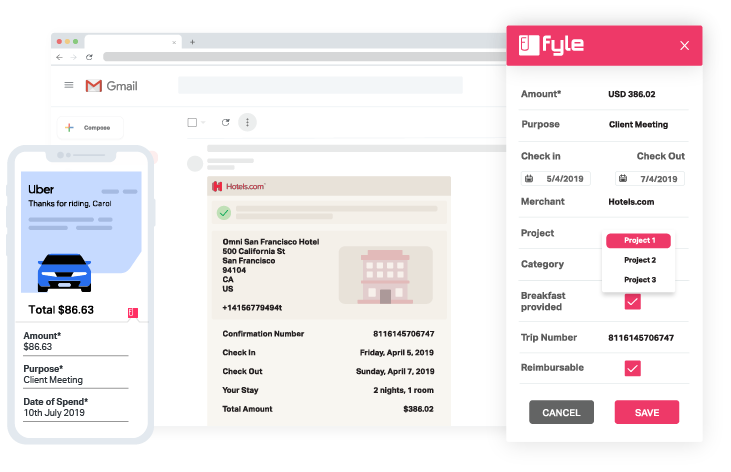 Gmail
Compose
Hotels.com
Omni San Francisco Hotel
500 California St
San Francisco
94104
CA
US
+14156779494t
Confirmation Number 8116145706747
Check In Friday, April 5, 2019
Check Out Sunday, April 7, 2019
Your Stay 2 nights, 1 room
Total Amount $386.02
Uber
Thanks for riding, Carol
Total $86.63
Amount*
$86.63
Purpose*
Client Meeting
Date of Spend*
10th July 2019
fyle
Amount* USD 386.02
Purpose Client Meeting
Check in Check Out
5/4/2019 7/4/2019
Merchant Hotels.com
Project
Project 1
Project 2
Project 3
Category
Breakfast
provided
Trip Number 8116145706747
Reimbursable
CANCEL SAVE